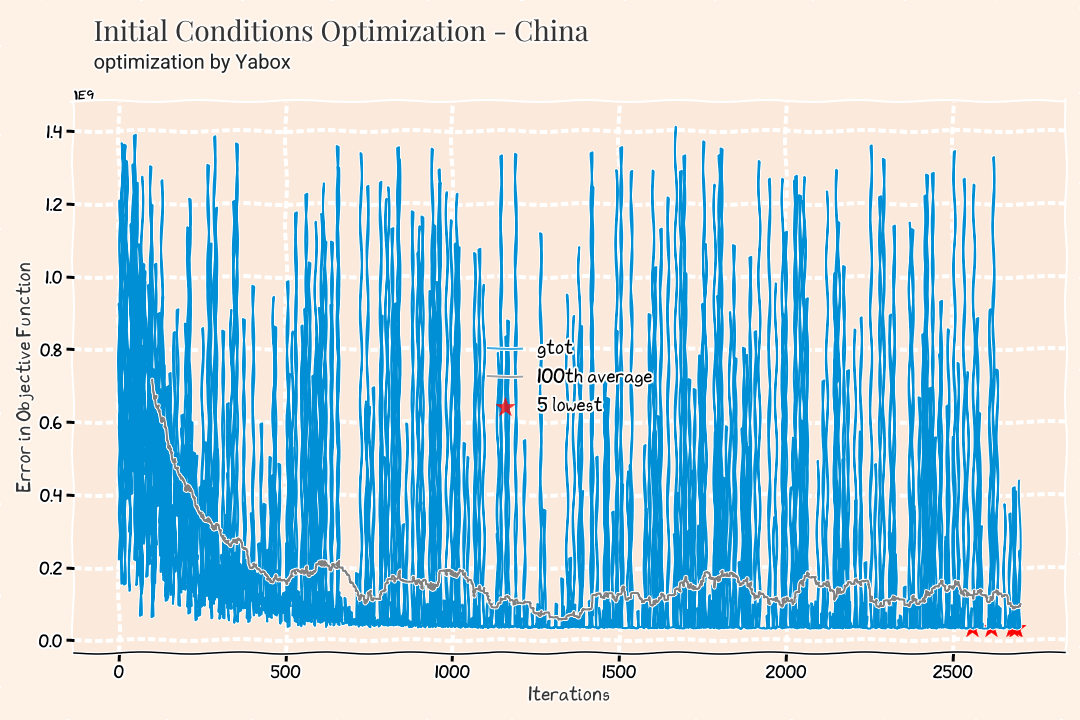 Initial Conditions Optimization - China
optimization by Yabox
1E9
1.4
1.2
1.0
0.8
0.6
0.4
0.2
0.0
Error in Objective Function
gtot
100th average
5 lowest
0 500 1000 1500 2000 2500
Iterations